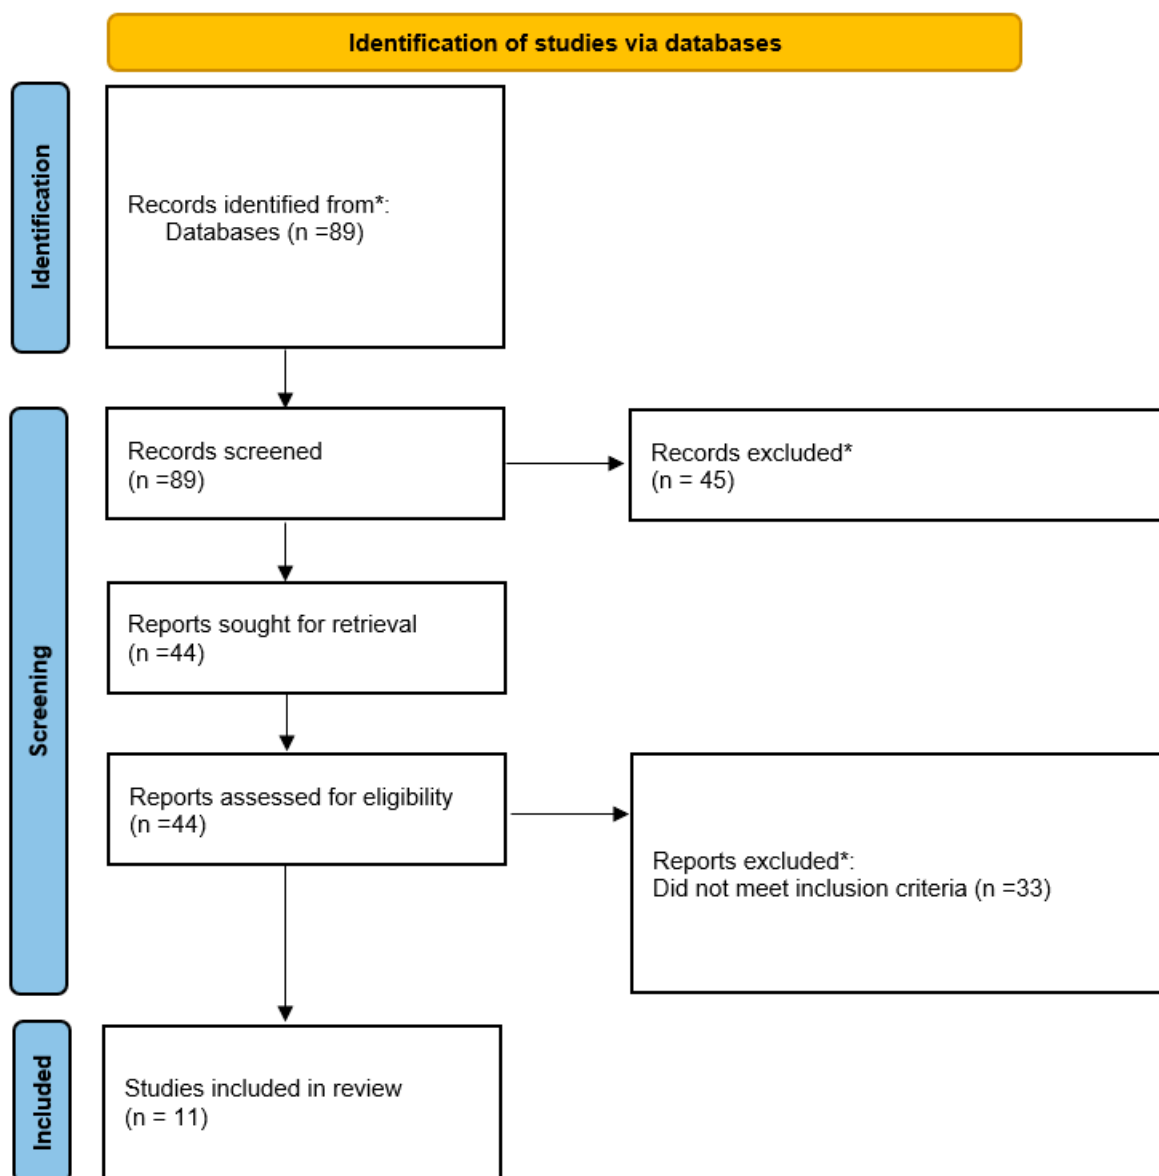 Identification of studies via databases
Identification
Records identified from*:
Databases (n =89)
Screening
Records screened
(n =89)
Records excluded*
(n = 45)
Reports sought for retrieval
(n =44)
Reports assessed for eligibility
(n =44)
Reports excluded*:
Did not meet inclusion criteria (n =33)
Included
Studies included in review
(n = 11)